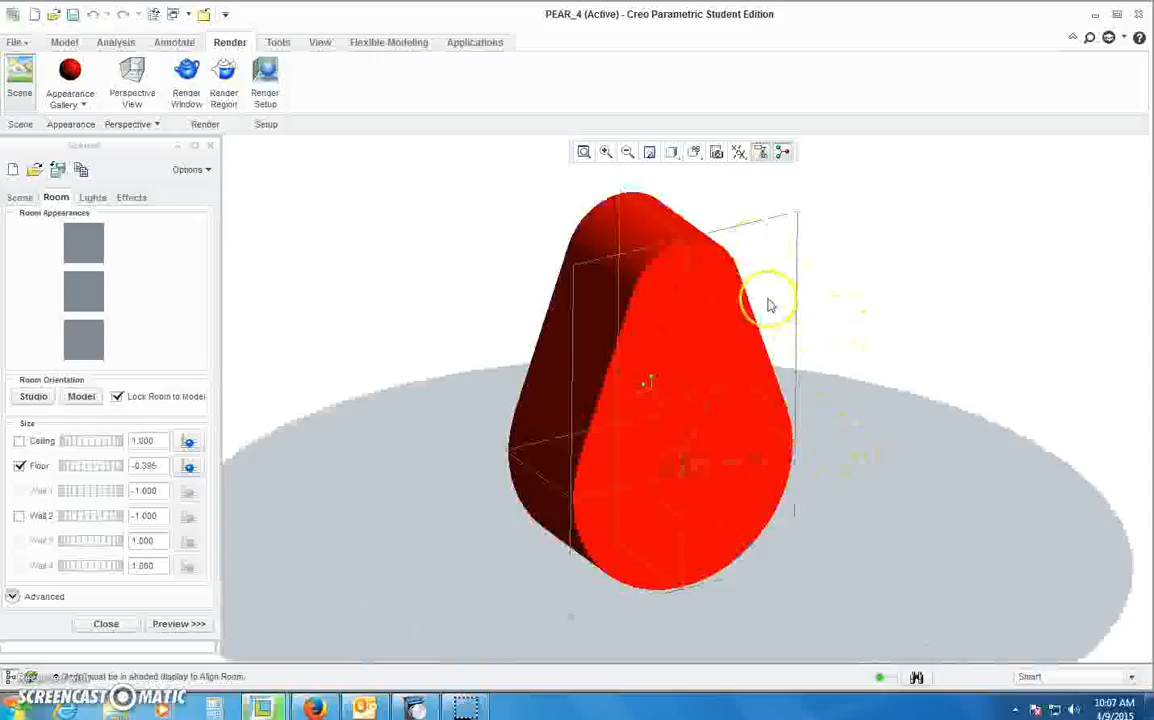 PEAR_4 (Active) - Creo Parametric Student Edition
File Model Analysis Annotate Render Tools View Flexible Modeling Applications
Scene Appearance Gallery Perspective View Render Window Render Region Render Setup
Scene Appearance Perspective Render Setup
Options
Scene Room Lights Effects
Room Appearances
Room Orientation
Studio Model Lock Room to Model
Size
Ceiling 1.000
Floor -0.395
Wall 1 -1.000
Wall 2 -1.000
1.000
Wall 4 1.000
Advanced
Close Preview >>>
must be in shaded display to Align Room.
Smart
SCREENCAST MATIC
10:07 AM
4/9/2015